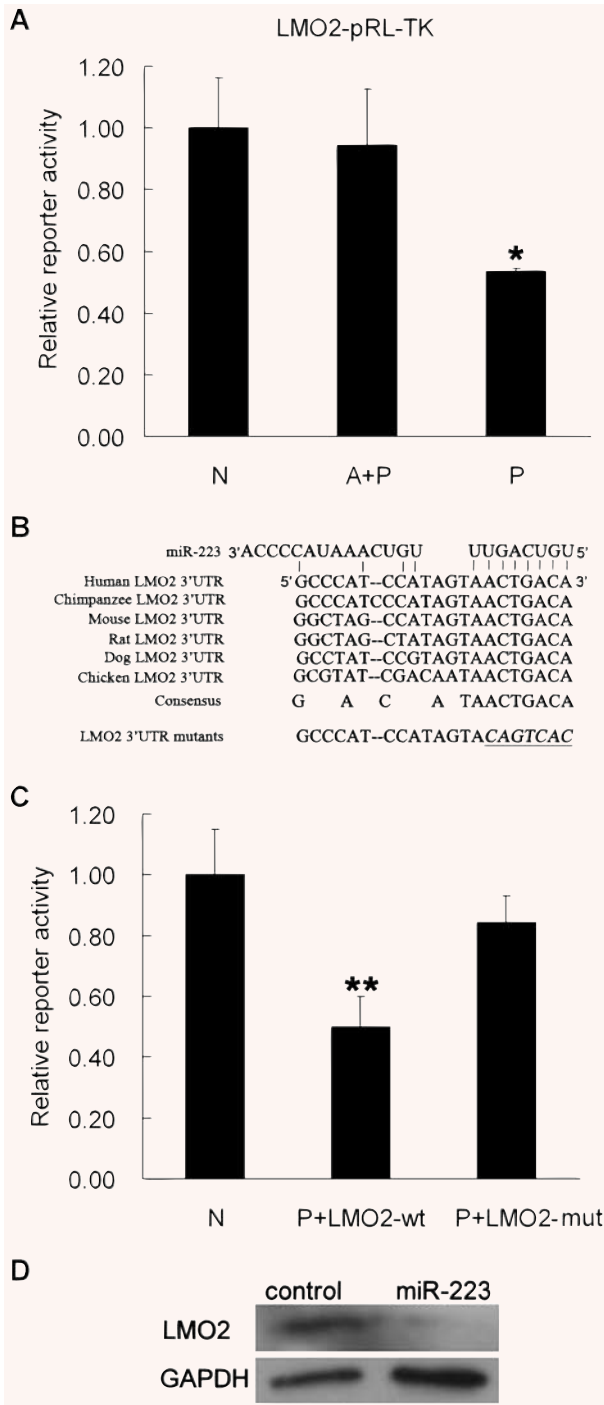 A
LMO2-pRL-TK
Relative reporter activity
1.20
1.00
0.80
0.60
0.40
0.20
0.00
*
N A+P P
B
miR-223 3'ACCCCAUAAACUGU UUGACUGU5'
Human LMO2 3'UTR 5'GCCCAT--CCATAGTAACTGACA3'
Chimpanzee LMO2 3'UTR GCCCATCCCATAGTAACTGACA
Mouse LMO2 3'UTR GGCTAG--CCATAGTAACTGACA
Rat LMO2 3'UTR GGCTAG--CTATAGTAACTGACA
Dog LMO2 3'UTR GCCTAT--CCGTAGTAACTGACA
Chicken LMO2 3'UTR GCGTAT--CGACAATAACTGACA
Consensus G A C A TAACTGACA
LMO2 3'UTR mutants GCCCAT--CCATAGTACAGTCAC
C
Relative reporter activity
1.20
1.00
0.80
0.60
0.40
0.20
0.00
**
N P+LMO2-wt P+LMO2-mut
D
control miR-223
LMO2
GAPDH